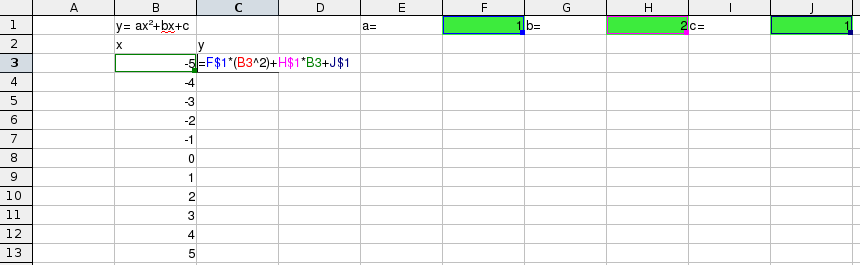 A B C D E F G H I J
1 y= ax²+bx+c a= 1 b= 2 c= 1
2 x y
3 -5 =F$1*(B3^2)+H$1*B3+J$1
4 -4
5 -3
6 -2
7 -1
8 0
9 1
10 2
11 3
12 4
13 5